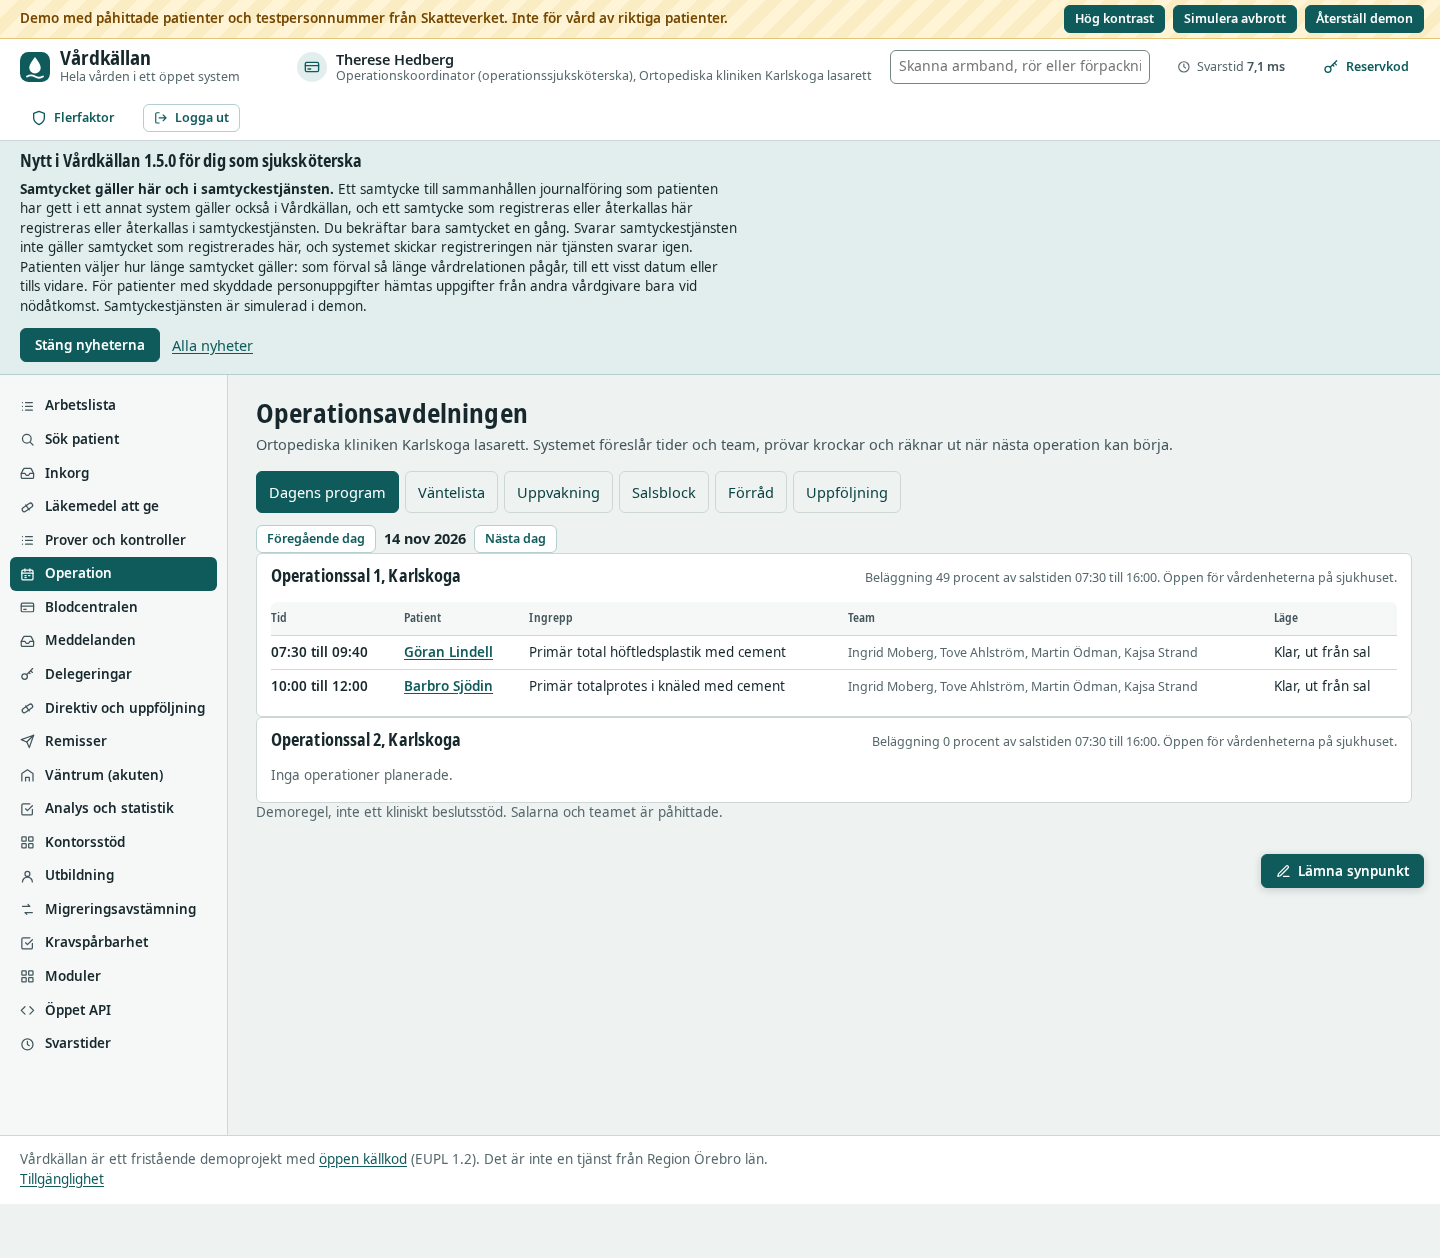 Demo med påhittade patienter och testpersonnummer från Skatteverket. Inte för vård av riktiga patienter.
Hög kontrast
Simulera avbrott
Återställ demon
Vårdkällan
Hela vården i ett öppet system
Therese Hedberg
Operationskoordinator (operationssjuksköterska), Ortopediska kliniken Karlskoga lasarett
Skanna armband, rör eller förpackni
Svarstid 7,1 ms
Reservkod
Flerfaktor
Logga ut
Nytt i Vårdkällan 1.5.0 för dig som sjuksköterska
Samtycket gäller här och i samtyckestjänsten. Ett samtycke till sammanhållen journalföring som patienten
har gett i ett annat system gäller också i Vårdkällan, och ett samtycke som registreras eller återkallas här
registreras eller återkallas i samtyckestjänsten. Du bekräftar bara samtycket en gång. Svarar samtyckestjänsten
inte gäller samtycket som registrerades här, och systemet skickar registreringen när tjänsten svarar igen.
Patienten väljer hur länge samtycket gäller: som förval så länge vårdrelationen pågår, till ett visst datum eller
tills vidare. För patienter med skyddade personuppgifter hämtas uppgifter från andra vårdgivare bara vid
nödåtkomst. Samtyckestjänsten är simulerad i demon.
Stäng nyheterna
Alla nyheter
Arbetslista
Sök patient
Inkorg
Läkemedel att ge
Prover och kontroller
Operation
Blodcentralen
Meddelanden
Delegeringar
Direktiv och uppföljning
Remisser
Väntrum (akuten)
Analys och statistik
Kontorsstöd
Utbildning
Migreringsavstämning
Kravspårbarhet
Moduler
Öppet API
Svarstider
Operationsavdelningen
Ortopediska kliniken Karlskoga lasarett. Systemet föreslår tider och team, prövar krockar och räknar ut när nästa operation kan börja.
Dagens program
Väntelista
Uppvakning
Salsblock
Förråd
Uppföljning
Föregående dag
14 nov 2026
Nästa dag
Operationssal 1, Karlskoga
Beläggning 49 procent av salstiden 07:30 till 16:00. Öppen för vårdenheterna på sjukhuset.
Tid Patient Ingrepp Team Läge
07:30 till 09:40 Göran Lindell Primär total höftledsplastik med cement Ingrid Moberg, Tove Ahlström, Martin Ödman, Kajsa Strand Klar, ut från sal
10:00 till 12:00 Barbro Sjödin Primär totalprotes i knäled med cement Ingrid Moberg, Tove Ahlström, Martin Ödman, Kajsa Strand Klar, ut från sal
Operationssal 2, Karlskoga
Beläggning 0 procent av salstiden 07:30 till 16:00. Öppen för vårdenheterna på sjukhuset.
Inga operationer planerade.
Demoregel, inte ett kliniskt beslutsstöd. Salarna och teamet är påhittade.
Lämna synpunkt
Vårdkällan är ett fristående demoprojekt med öppen källkod (EUPL 1.2). Det är inte en tjänst från Region Örebro län.
Tillgänglighet